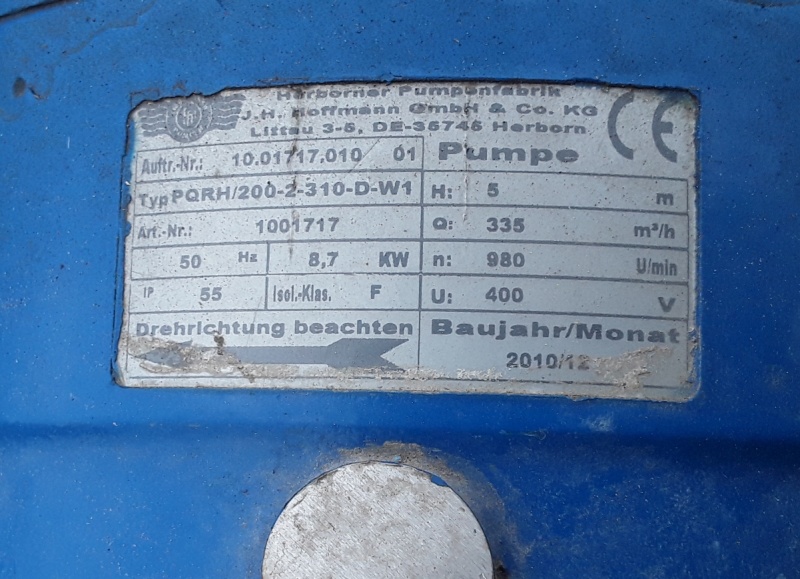 Herborner Pumpenfabrik
J.H. Hoffmann GmbH & Co. KG
Littau 3-5, DE-35745 Herborn
CE
Auftr.-Nr.: 10.01717.010 01
Pumpe
Typ PQRH/200-2-310-D-W1
H: 5 m
Art.-Nr.: 1001717
Q: 335 m³/h
50 Hz 8,7 KW
n: 980 U/min
IP 55 Isol.-Klas. F
U: 400 V
Drehrichtung beachten
Baujahr/Monat
2010/12